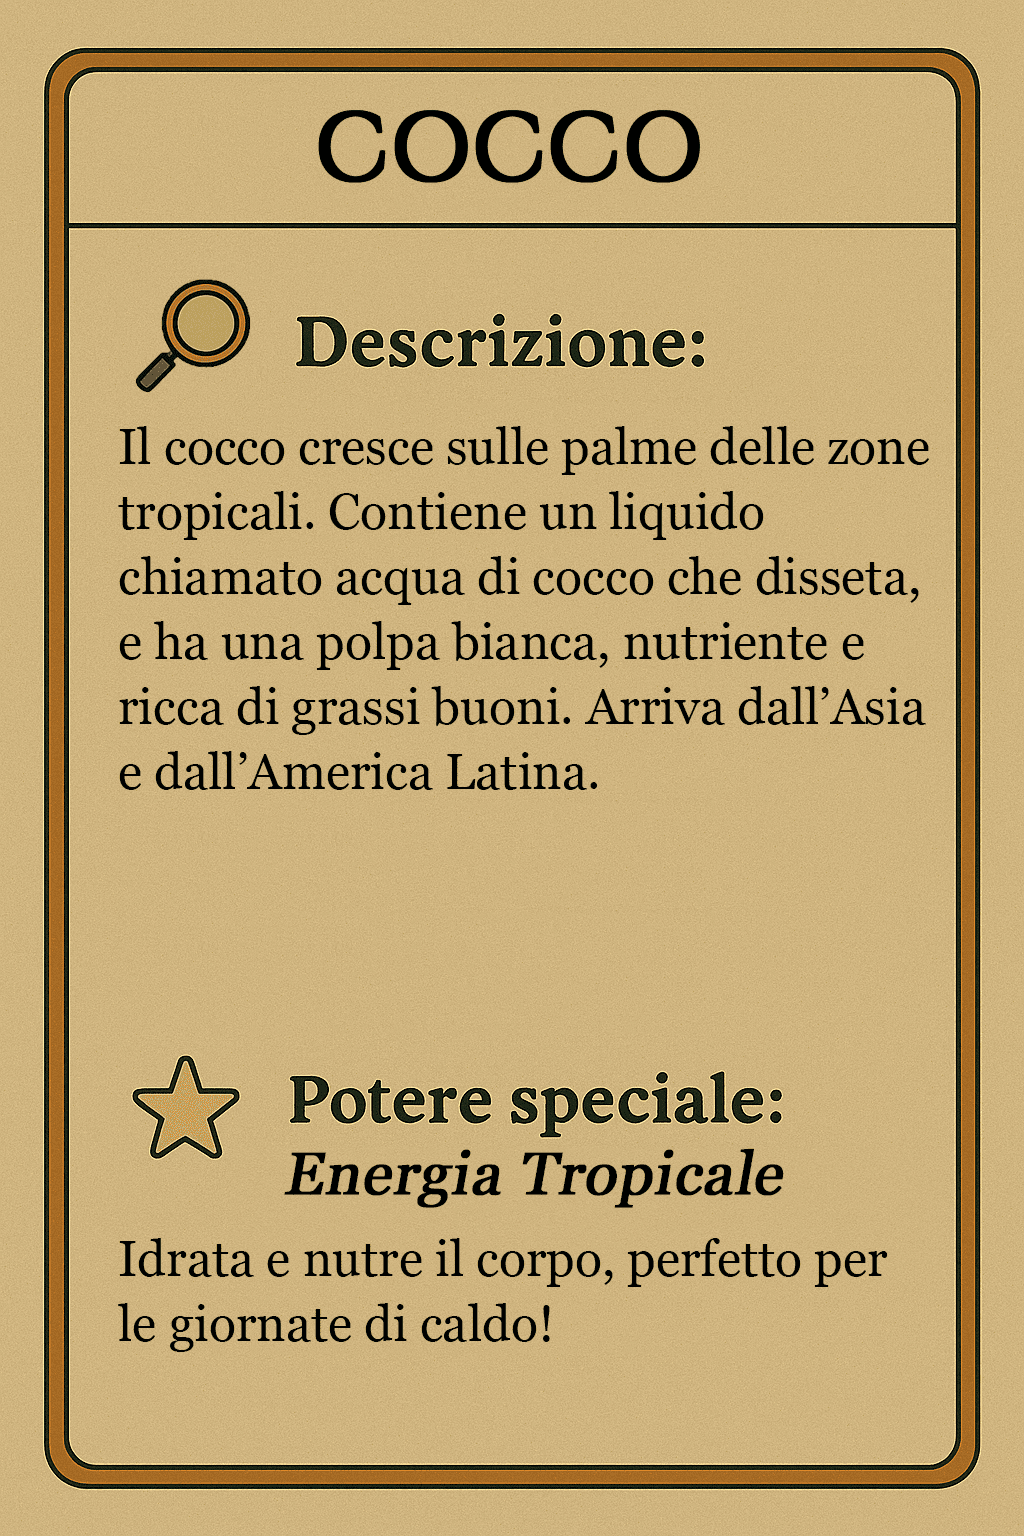 COCCO
Descrizione:
Il cocco cresce sulle palme delle zone
tropicali. Contiene un liquido
chiamato acqua di cocco che disseta,
e ha una polpa bianca, nutriente e
ricca di grassi buoni. Arriva dall’Asia
e dall’America Latina.
Potere speciale:
Energia Tropicale
Idrata e nutre il corpo, perfetto per
le giornate di caldo!